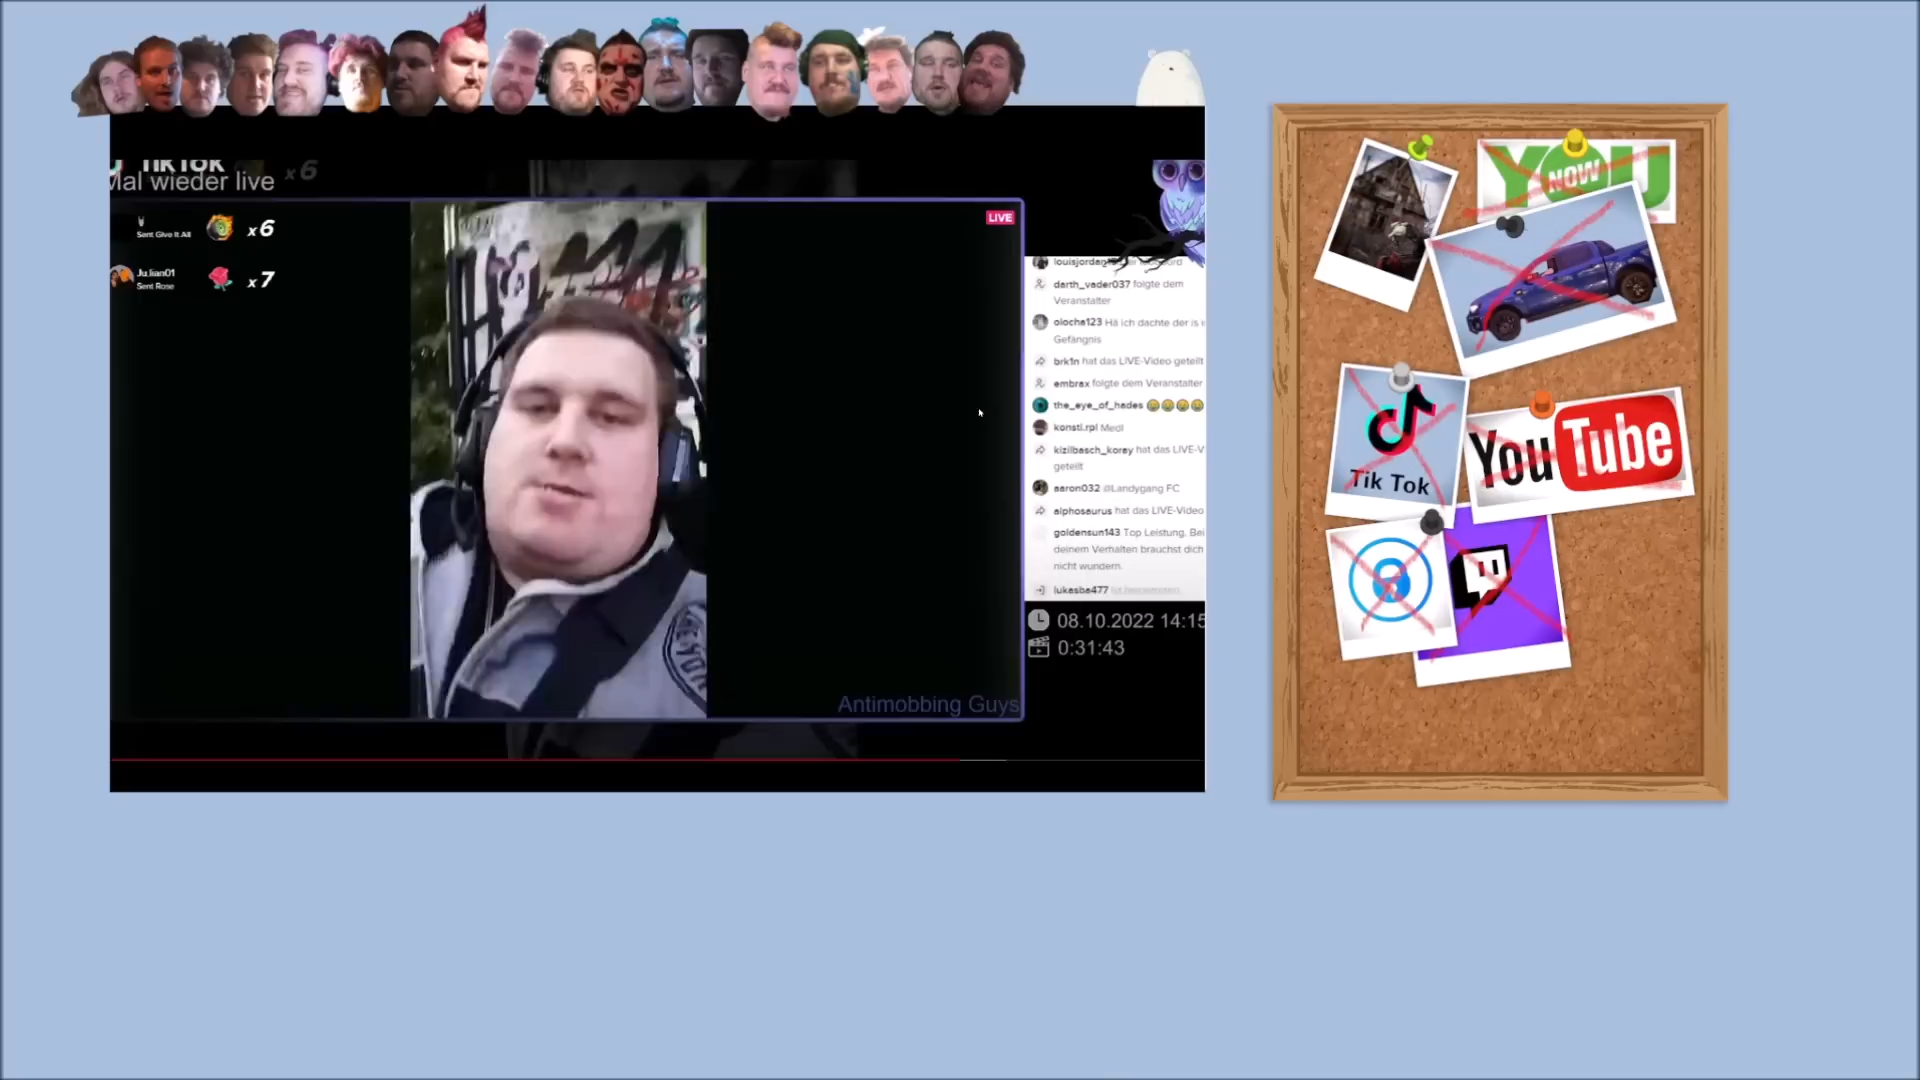 TikTok
Mal wieder live
x6
Sent Give It All
x6
Ju.lian01
Sent Rose
x7
LIVE
darth_vader037 folgte dem
Veranstalter
olocha123 Hä ich dachte der is
Gefängnis
brk1n hat das LIVE-Video geteilt
embrax folgte dem Veranstalter
the_eye_of_hades
konsti.rpl Medl
kizilbasch_koray hat das LIVE-V
geteilt
aaron032 @Landygang FC
alphosaurus hat das LIVE-Video
goldensun143 Top Leistung. Bei
deinem Verhalten brauchst dich
nicht wundern.
lukasba477
08.10.2022 14:15
0:31:43
Antimobbing Guys
YOU
NOW
Tik Tok
YouTube